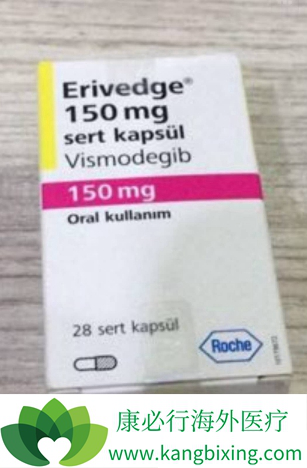 Erivedge®
150 mg
sert kapsül
Vismodegib
150 mg
Oral kullanım
28 sert kapsül
Roche
康必行海外医疗
www.kangbixing.com